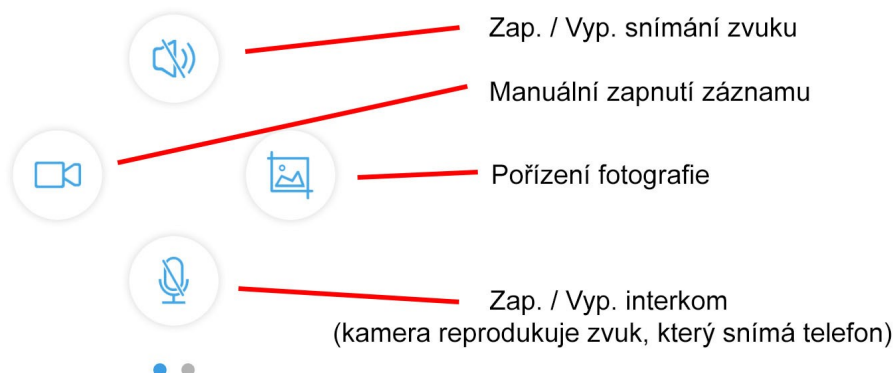 Zap. / Vyp. snímání zvuku
Manuální zapnutí záznamu
Pořízení fotografie
Zap. / Vyp. interkom
(kamera reprodukuje zvuk, který snímá telefon)